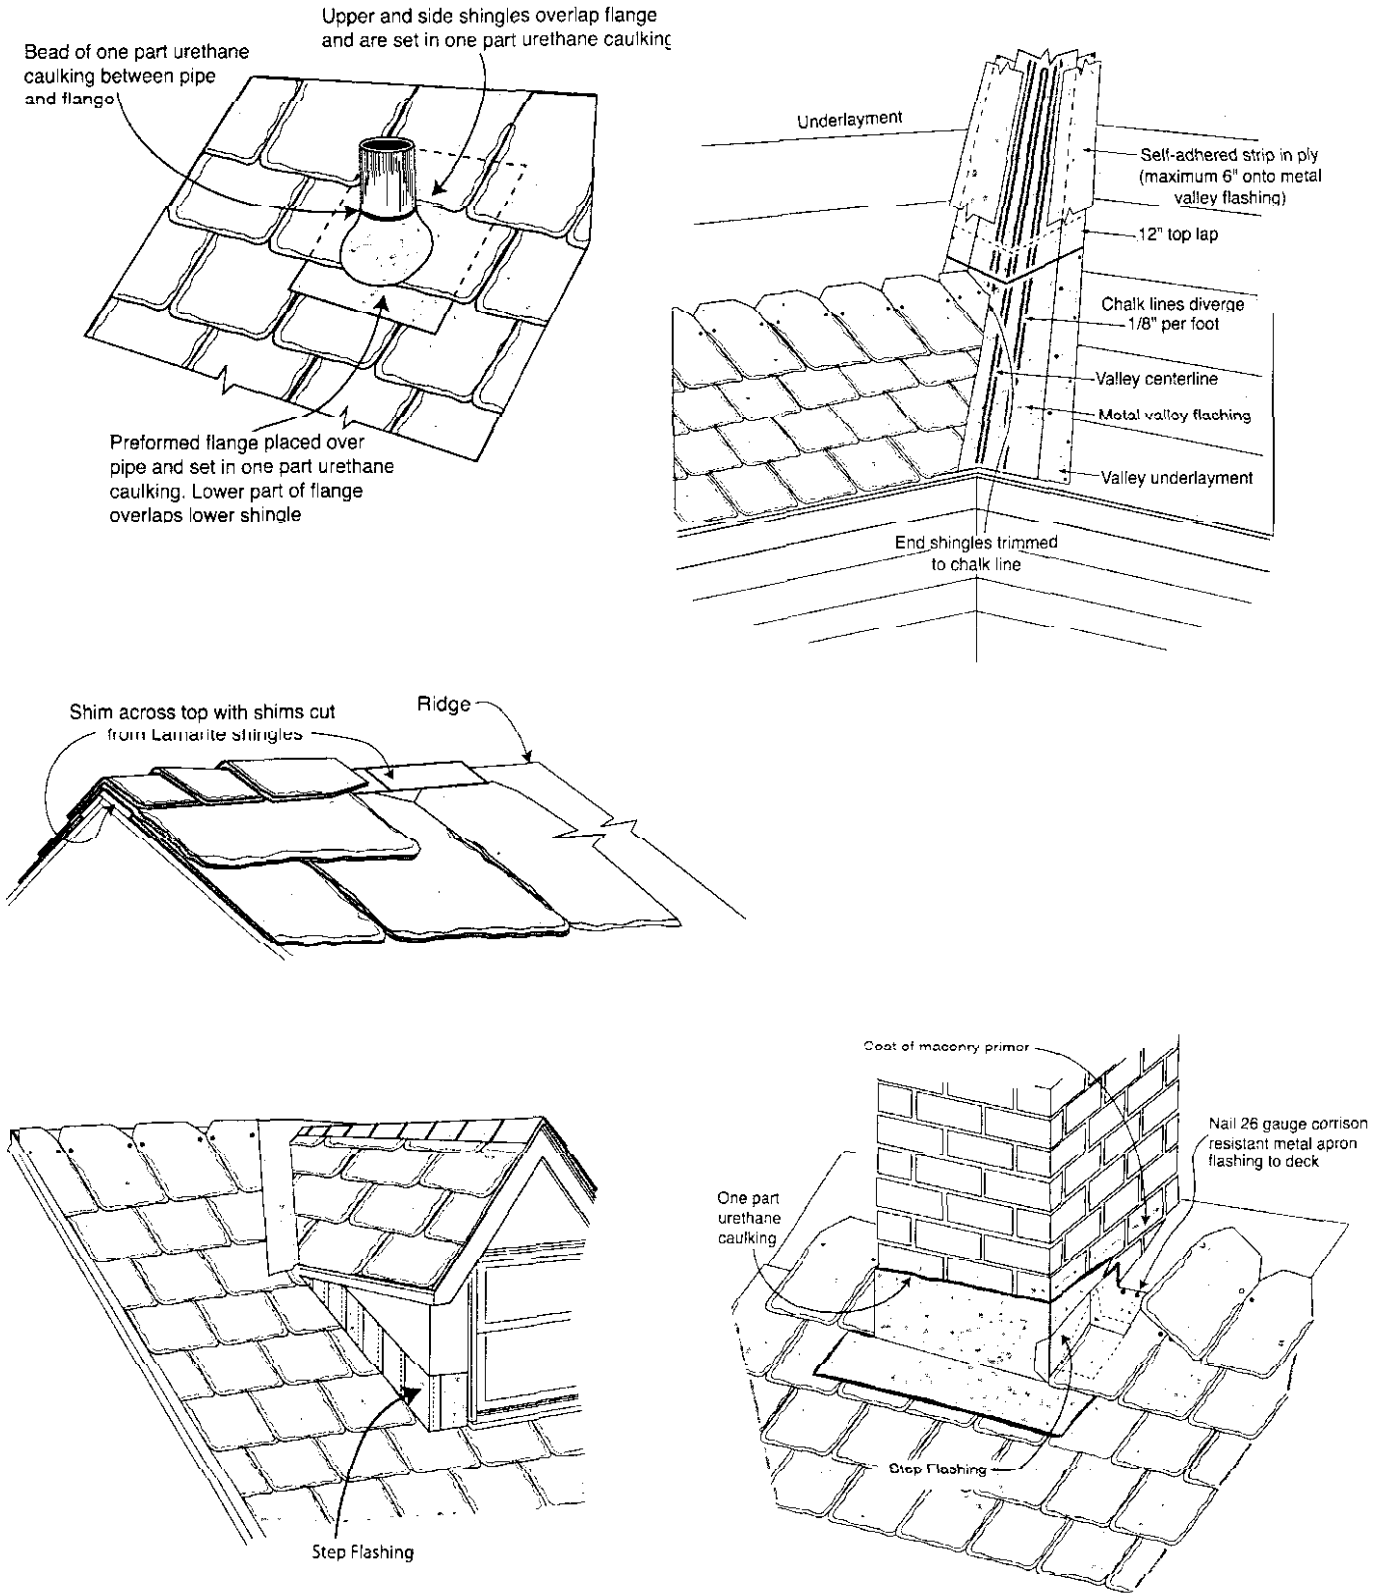 Upper and side shingles overlap flange
and are set in one part urethane caulking
Bead of one part urethane
caulking between pipe
and flange
Preformed flange placed over
pipe and set in one part urethane
caulking. Lower part of flange
overlaps lower shingle
Underlayment
Self-adhered strip in ply
(maximum 6" onto metal
valley flashing)
12" top lap
Chalk lines diverge
1/8" per foot
Valley centerline
Metal valley flashing
Valley underlayment
End shingles trimmed
to chalk line
Shim across top with shims cut
from Lamarite shingles
Ridge
Step Flashing
Coat of masonry primer
Nail 26 gauge corrison
resistant metal apron
flashing to deck
One part
urethane
caulking
Step Flashing